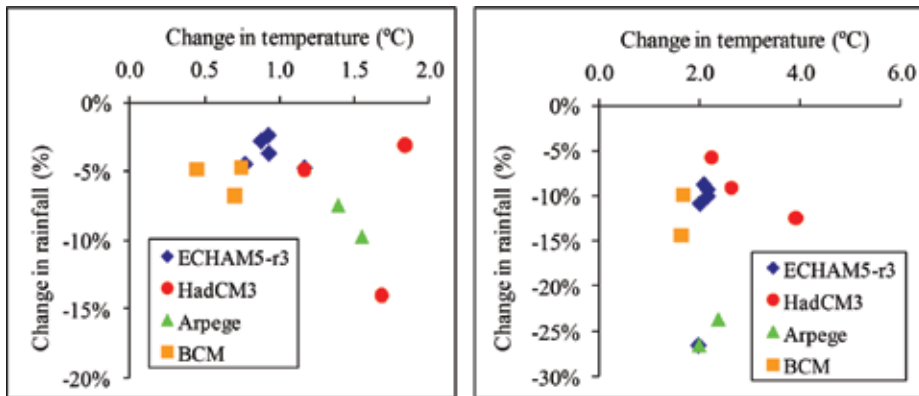 Change in temperature (ºC)
0.0 0.5 1.0 1.5 2.0
0%
-5%
-10%
-15%
-20%
Change in rainfall (%)
ECHAM5-r3
HadCM3
Arpege
BCM
Change in temperature (ºC)
0.0 2.0 4.0 6.0
0%
-5%
-10%
-15%
-20%
-25%
-30%
Change in rainfall (%)
ECHAM5-r3
HadCM3
Arpege
BCM